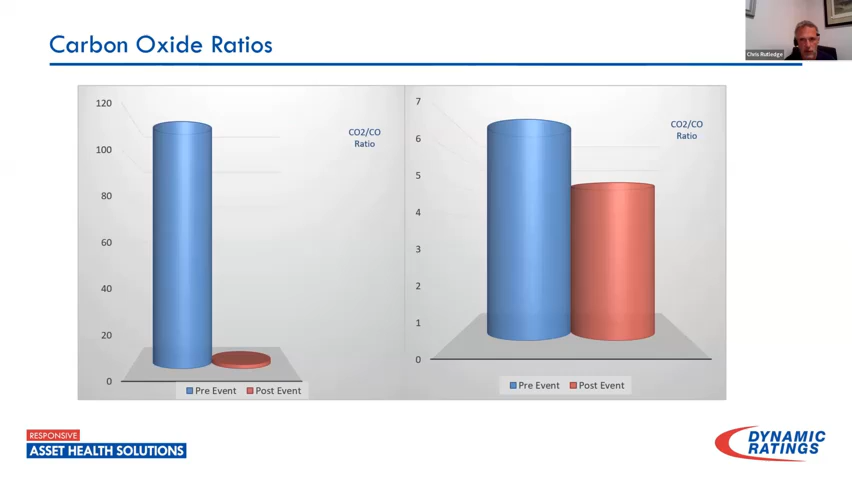 Carbon Oxide Ratios
Chris Rutledge
120
100
80
60
40
20
0
CO2/CO
Ratio
Pre Event
Post Event
7
6
5
4
3
2
1
0
CO2/CO
Ratio
Pre Event
Post Event
RESPONSIVE
ASSET HEALTH SOLUTIONS
DYNAMIC
RATINGS